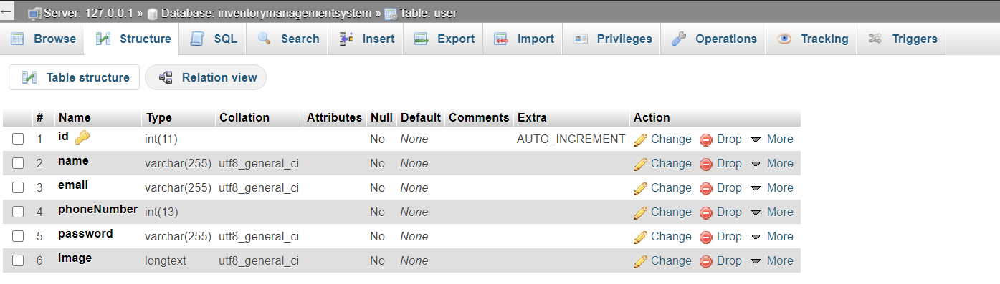 Server: 127.0.0.1 » Database: inventorymanagementsystem » Table: user
Browse Structure SQL Search Insert Export Import Privileges Operations Tracking Triggers
Table structure Relation view
# Name Type Collation Attributes Null Default Comments Extra Action
1 id int(11) No None AUTO_INCREMENT Change Drop More
2 name varchar(255) utf8_general_ci No None Change Drop More
3 email varchar(255) utf8_general_ci No None Change Drop More
4 phoneNumber int(13) No None Change Drop More
5 password varchar(255) utf8_general_ci No None Change Drop More
6 image longtext utf8_general_ci No None Change Drop More